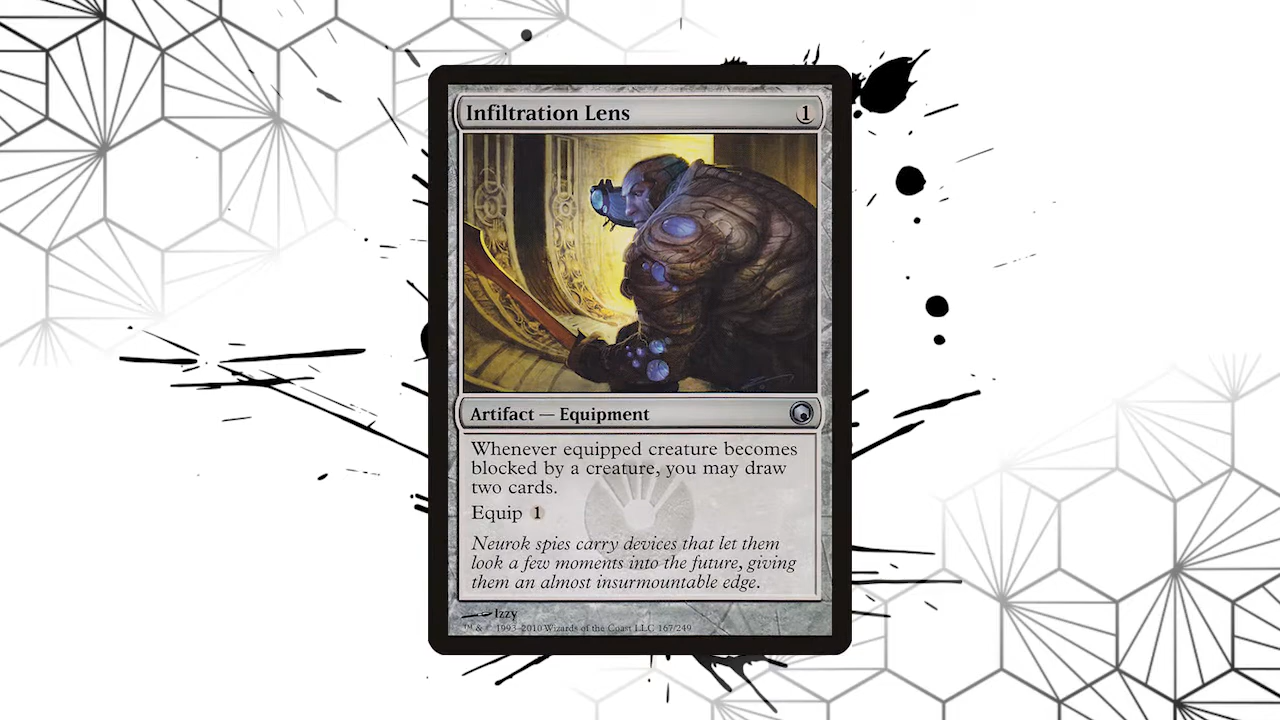 Infiltration Lens 1
Artifact — Equipment
Whenever equipped creature becomes
blocked by a creature, you may draw
two cards.
Equip 1
Neurok spies carry devices that let them
look a few moments into the future, giving
them an almost insurmountable edge.
Izzy
™ & © 1993–2010 Wizards of the Coast LLC 167/249